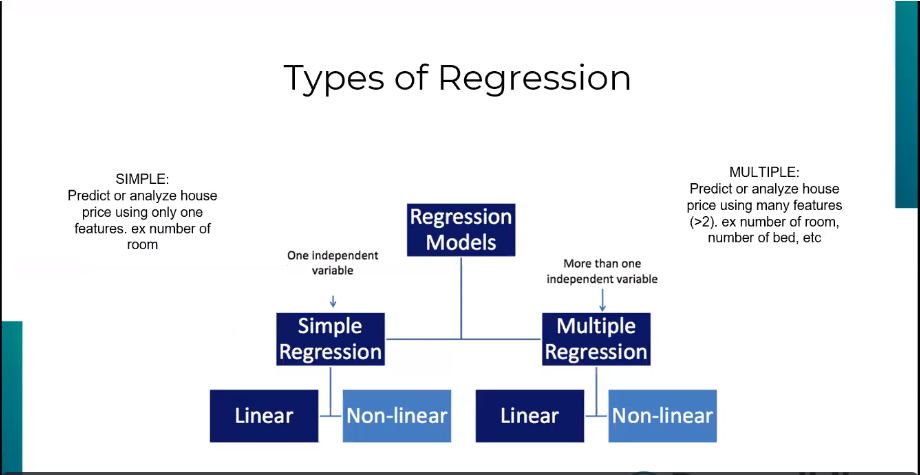 Types of Regression
SIMPLE:
Predict or analyze house
price using only one
features. ex number of
room
MULTIPLE:
Predict or analyze house
price using many features
(>2). ex number of room,
number of bed, etc
Regression
Models
One independent
variable
More than one
independent variable
Simple
Regression
Multiple
Regression
Linear
Non-linear
Linear
Non-linear